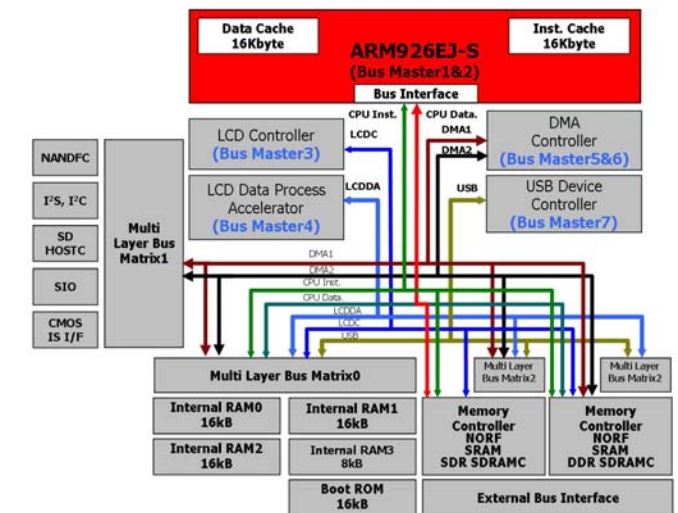 Data Cache
16Kbyte
Inst. Cache
16Kbyte
ARM926EJ-S
(Bus Master1&2)
Bus Interface
CPU Inst.
CPU Data.
LCD Controller
(Bus Master3)
LCDC
DMA1
DMA2
DMA
Controller
(Bus Master5&6)
LCD Data Process
Accelerator
(Bus Master4)
LCDDA
USB
USB Device
Controller
(Bus Master7)
NANDFC
I²S, I²C
SD
HOSTC
SIO
CMOS
IS I/F
Multi
Layer Bus
Matrix1
DMA1
DMA2
CPU Inst.
CPU Data.
LCDDA
LCDC
USB
Multi Layer Bus Matrix0
Multi Layer
Bus Matrix2
Multi Layer
Bus Matrix2
Internal RAM0
16kB
Internal RAM1
16kB
Internal RAM2
16kB
Internal RAM3
8kB
Boot ROM
16kB
Memory
Controller
NORF
SRAM
SDR SDRAMC
Memory
Controller
NORF
SRAM
DDR SDRAMC
External Bus Interface